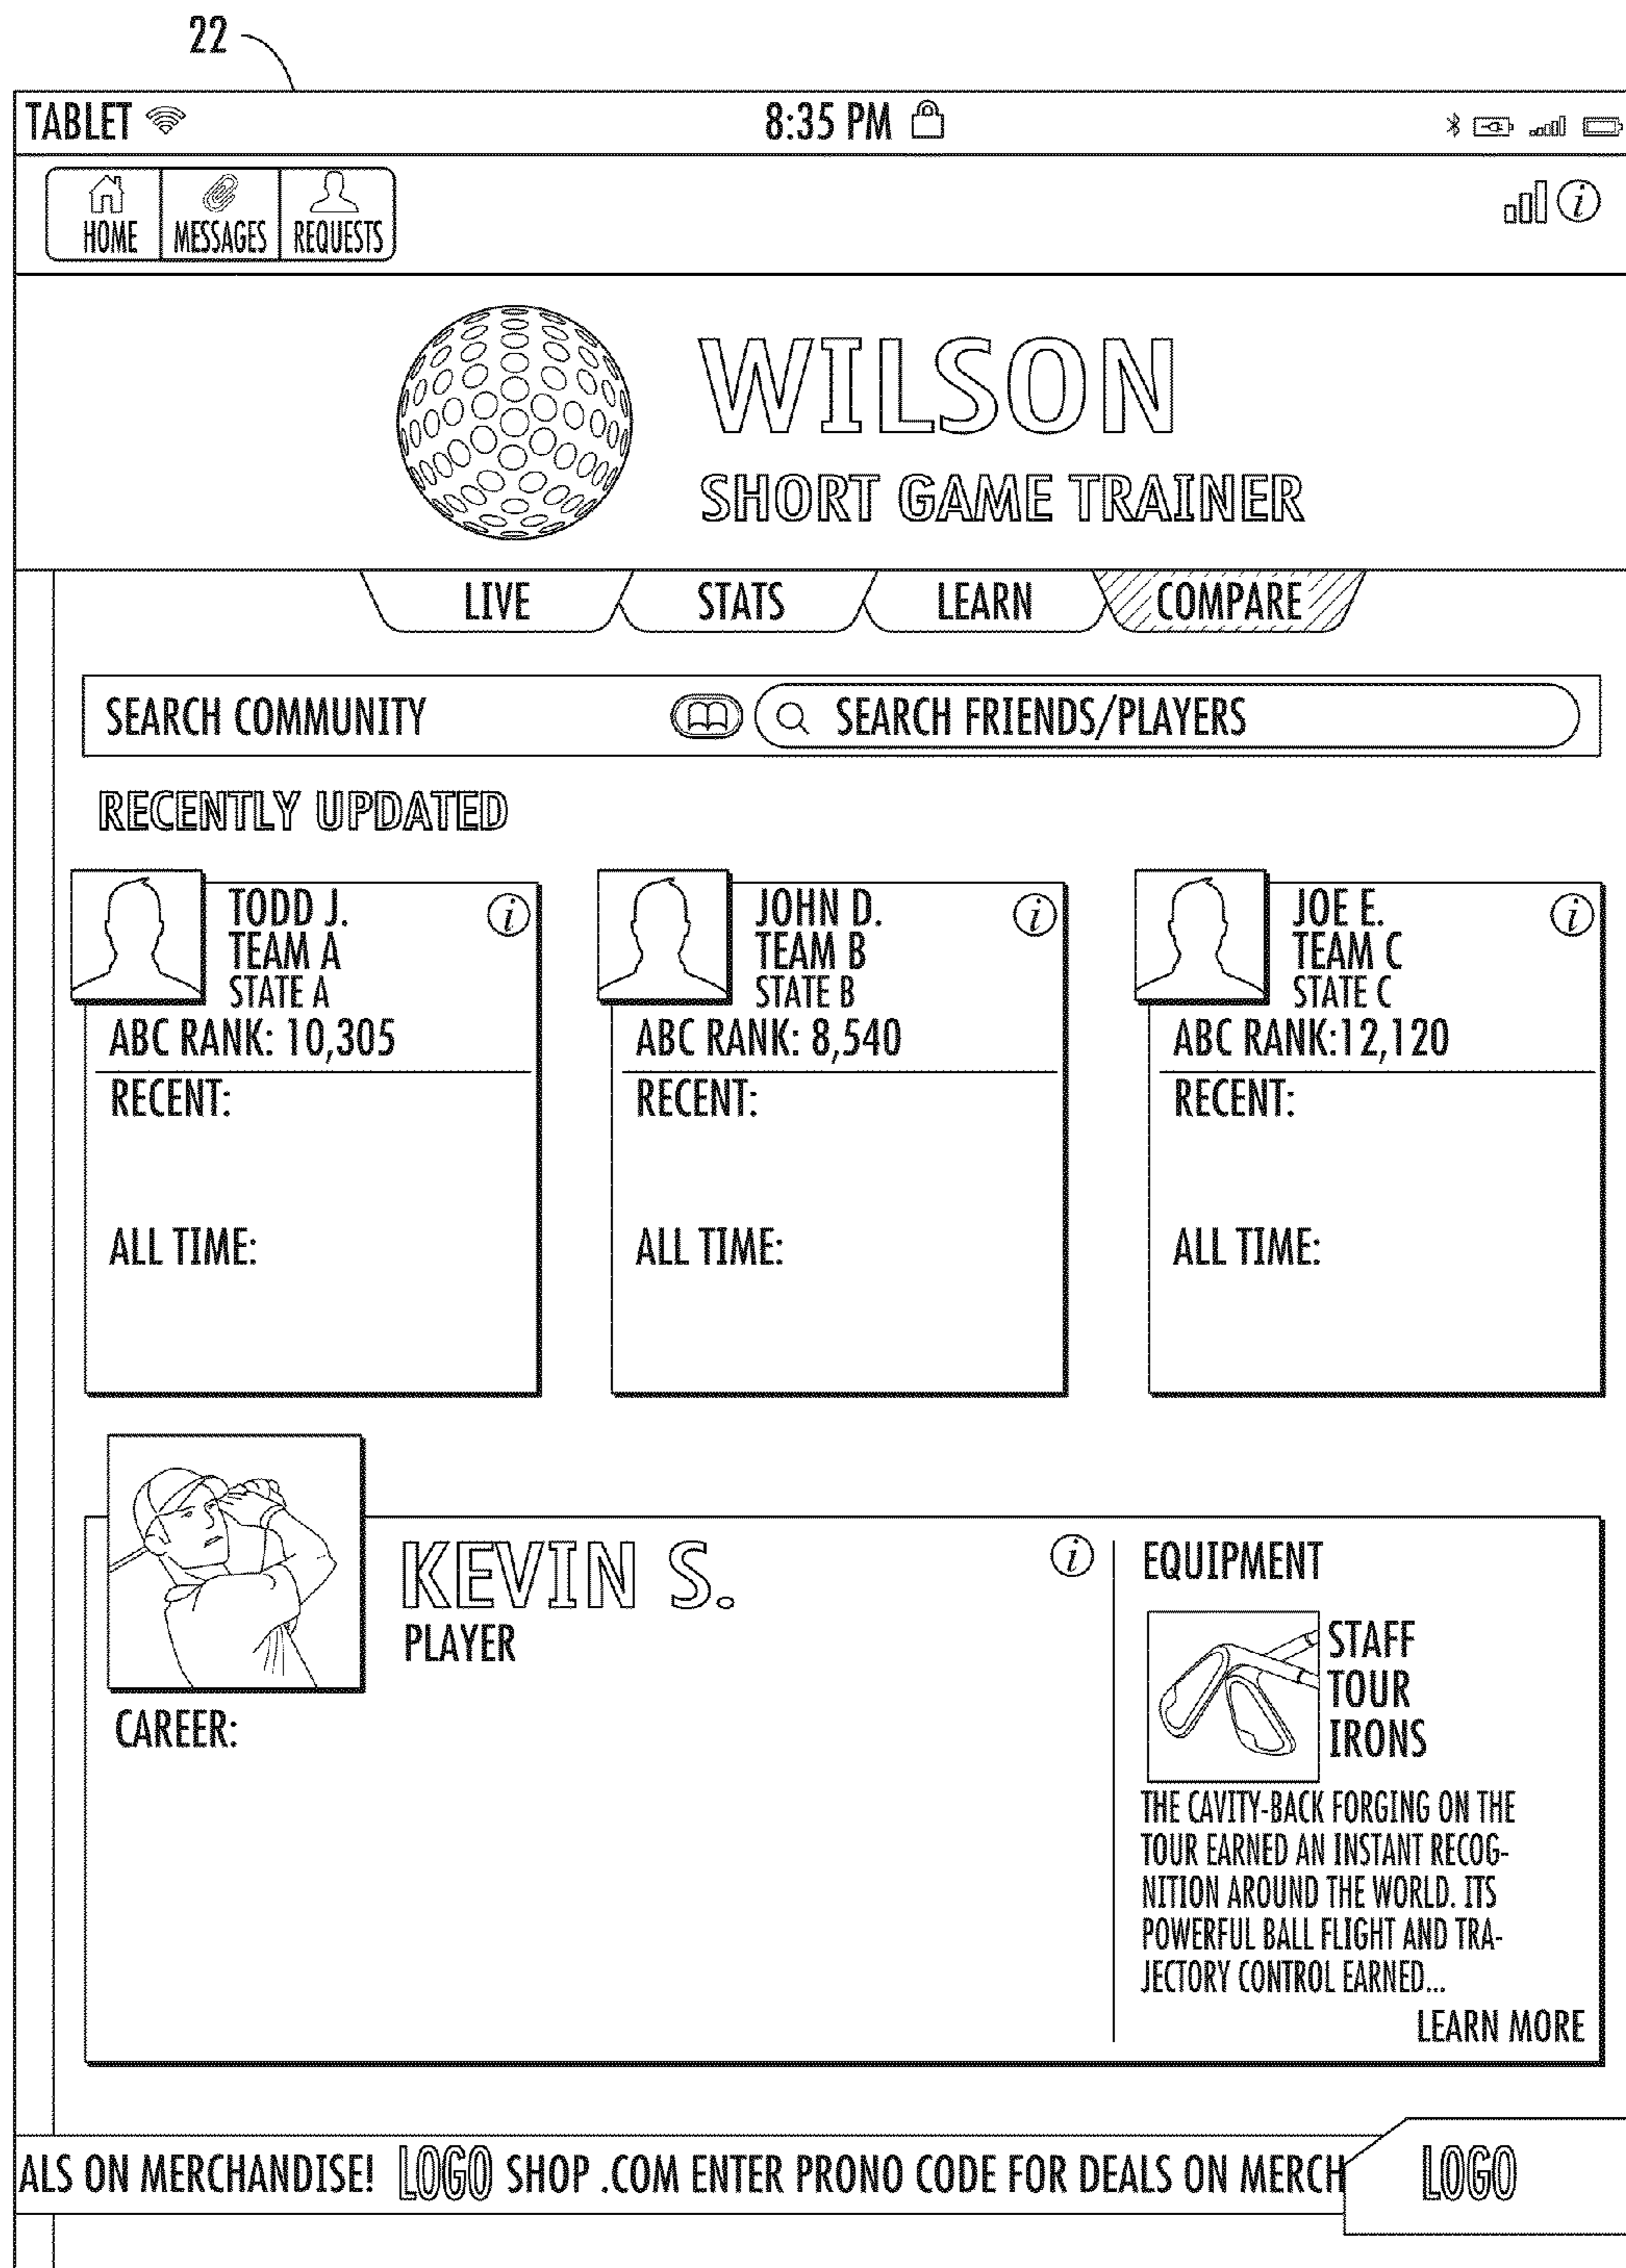 22
TABLET 8:35 PM
HOME MESSAGES REQUESTS
i
WILSON
SHORT GAME TRAINER
LIVE STATS LEARN COMPARE
SEARCH COMMUNITY SEARCH FRIENDS/PLAYERS
RECENTLY UPDATED
TODD J. i
TEAM A
STATE A
ABC RANK: 10,305
RECENT:
ALL TIME:
JOHN D. i
TEAM B
STATE B
ABC RANK: 8,540
RECENT:
ALL TIME:
JOE E. i
TEAM C
STATE C
ABC RANK:12,120
RECENT:
ALL TIME:
KEVIN S. i
PLAYER
CAREER:
EQUIPMENT
STAFF
TOUR
IRONS
THE CAVITY-BACK FORGING ON THE
TOUR EARNED AN INSTANT RECOG-
NITION AROUND THE WORLD. ITS
POWERFUL BALL FLIGHT AND TRA-
JECTORY CONTROL EARNED...
LEARN MORE
ALS ON MERCHANDISE! LOGO SHOP .COM ENTER PRONO CODE FOR DEALS ON MERCH LOGO